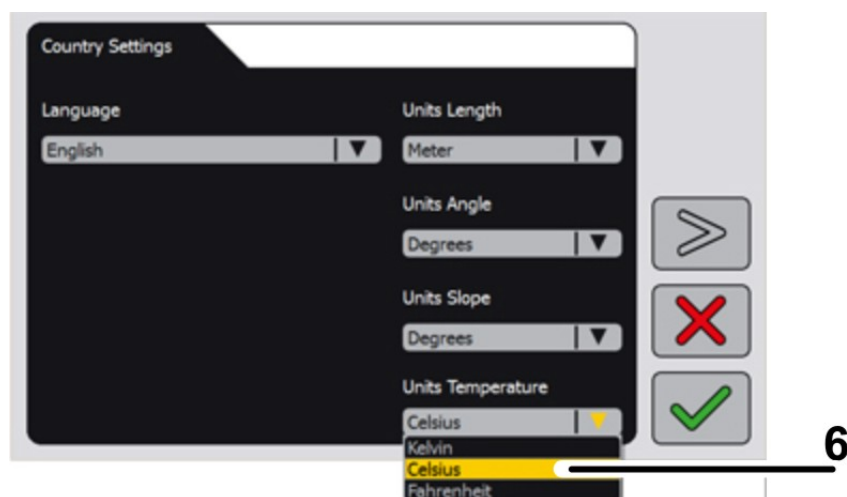 Country Settings
Language
English
Units Length
Meter
Units Angle
Degrees
Units Slope
Degrees
Units Temperature
Celsius
Kelvin
Celsius
Fahrenheit
6